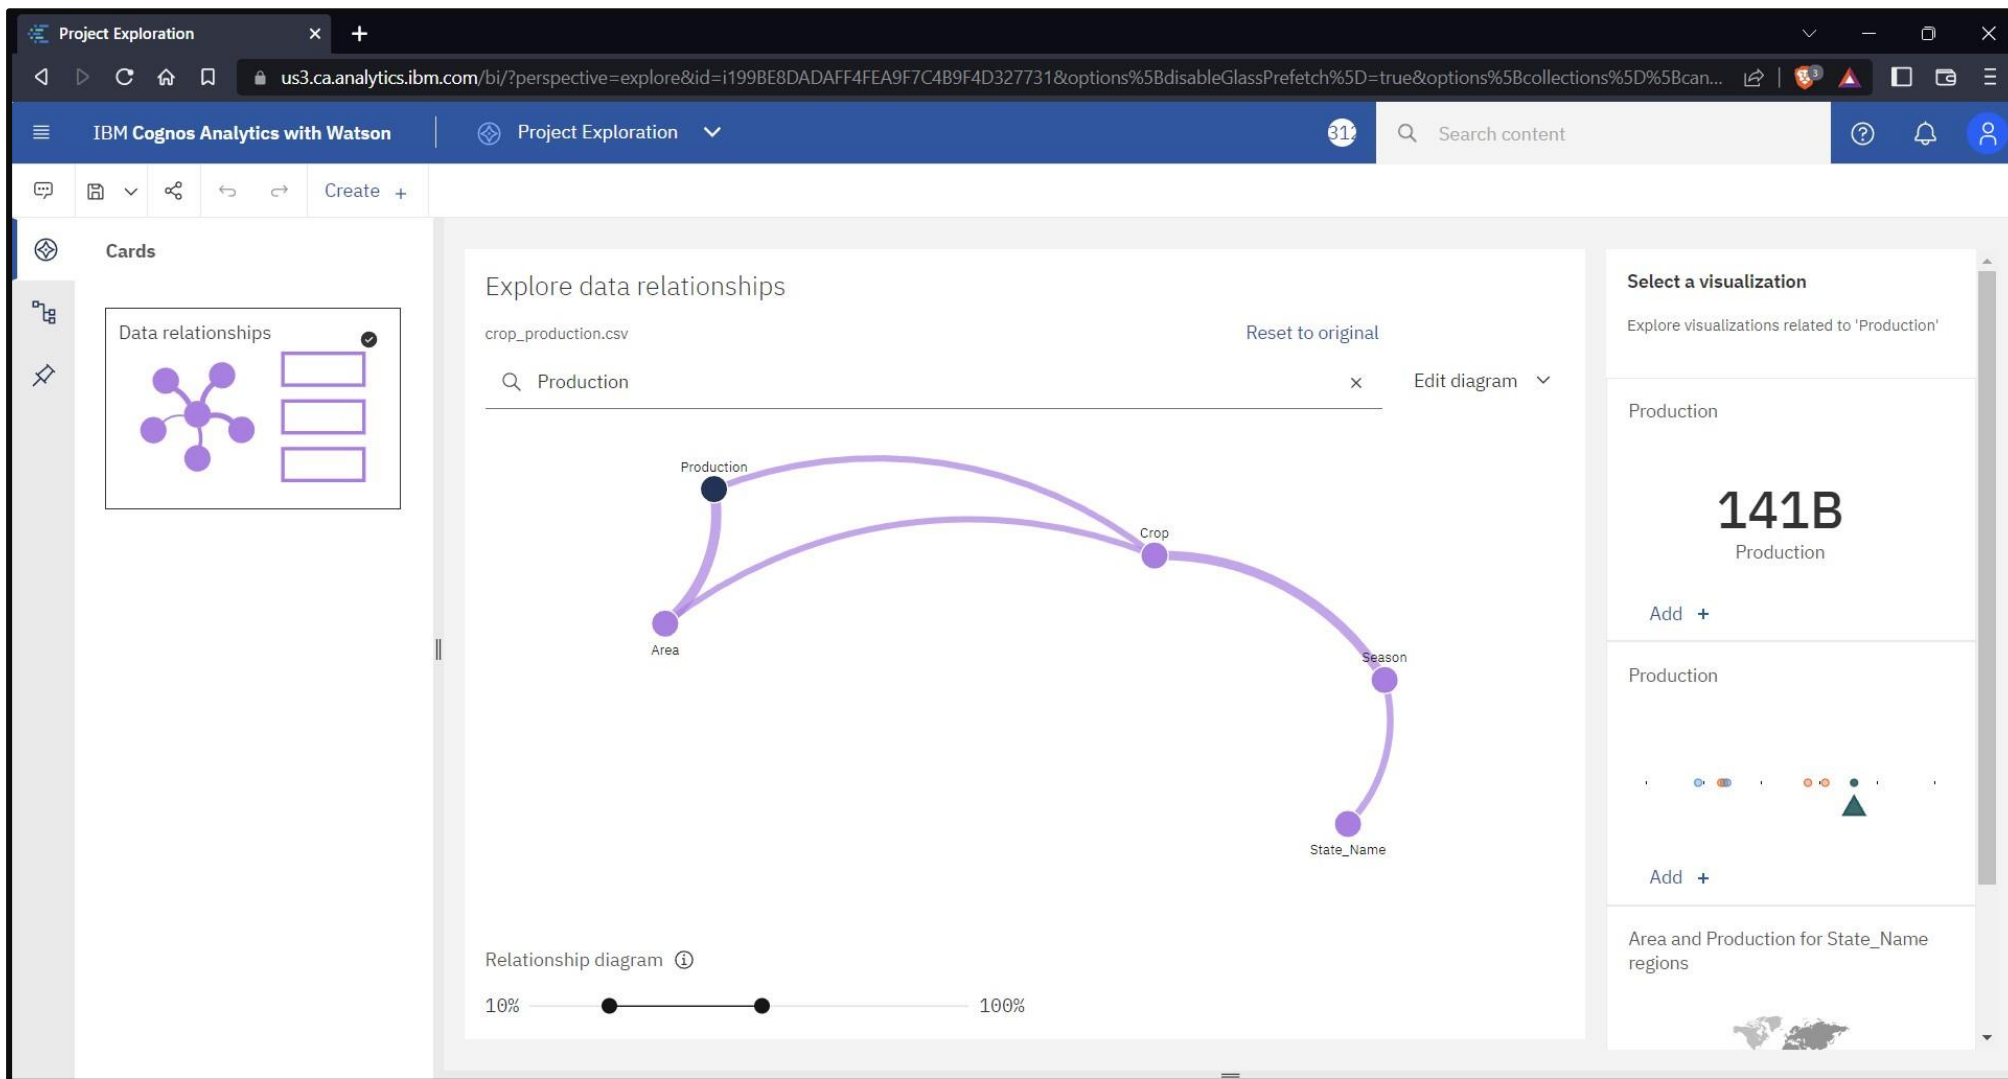 Project Exploration
us3.ca.analytics.ibm.com/bi/?perspective=explore&id=i199BE8DADAFF4FEA9F7C4B9F4D327731&options%5BdisableGlassPrefetch%5D=true&options%5Bcollections%5D%5Bcan...
3
IBM Cognos Analytics with Watson
Project Exploration
312
Search content
Create +
Cards
Data relationships
Explore data relationships
crop_production.csv
Reset to original
Production
Edit diagram
Production
Crop
Area
Season
State_Name
Relationship diagram
10%
100%
Select a visualization
Explore visualizations related to 'Production'
Production
141B
Production
Add +
Production
Add +
Area and Production for State_Name
regions